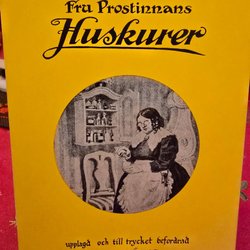 Fru Prostinnans
Huskurer
upplagd och till trycket befordrad